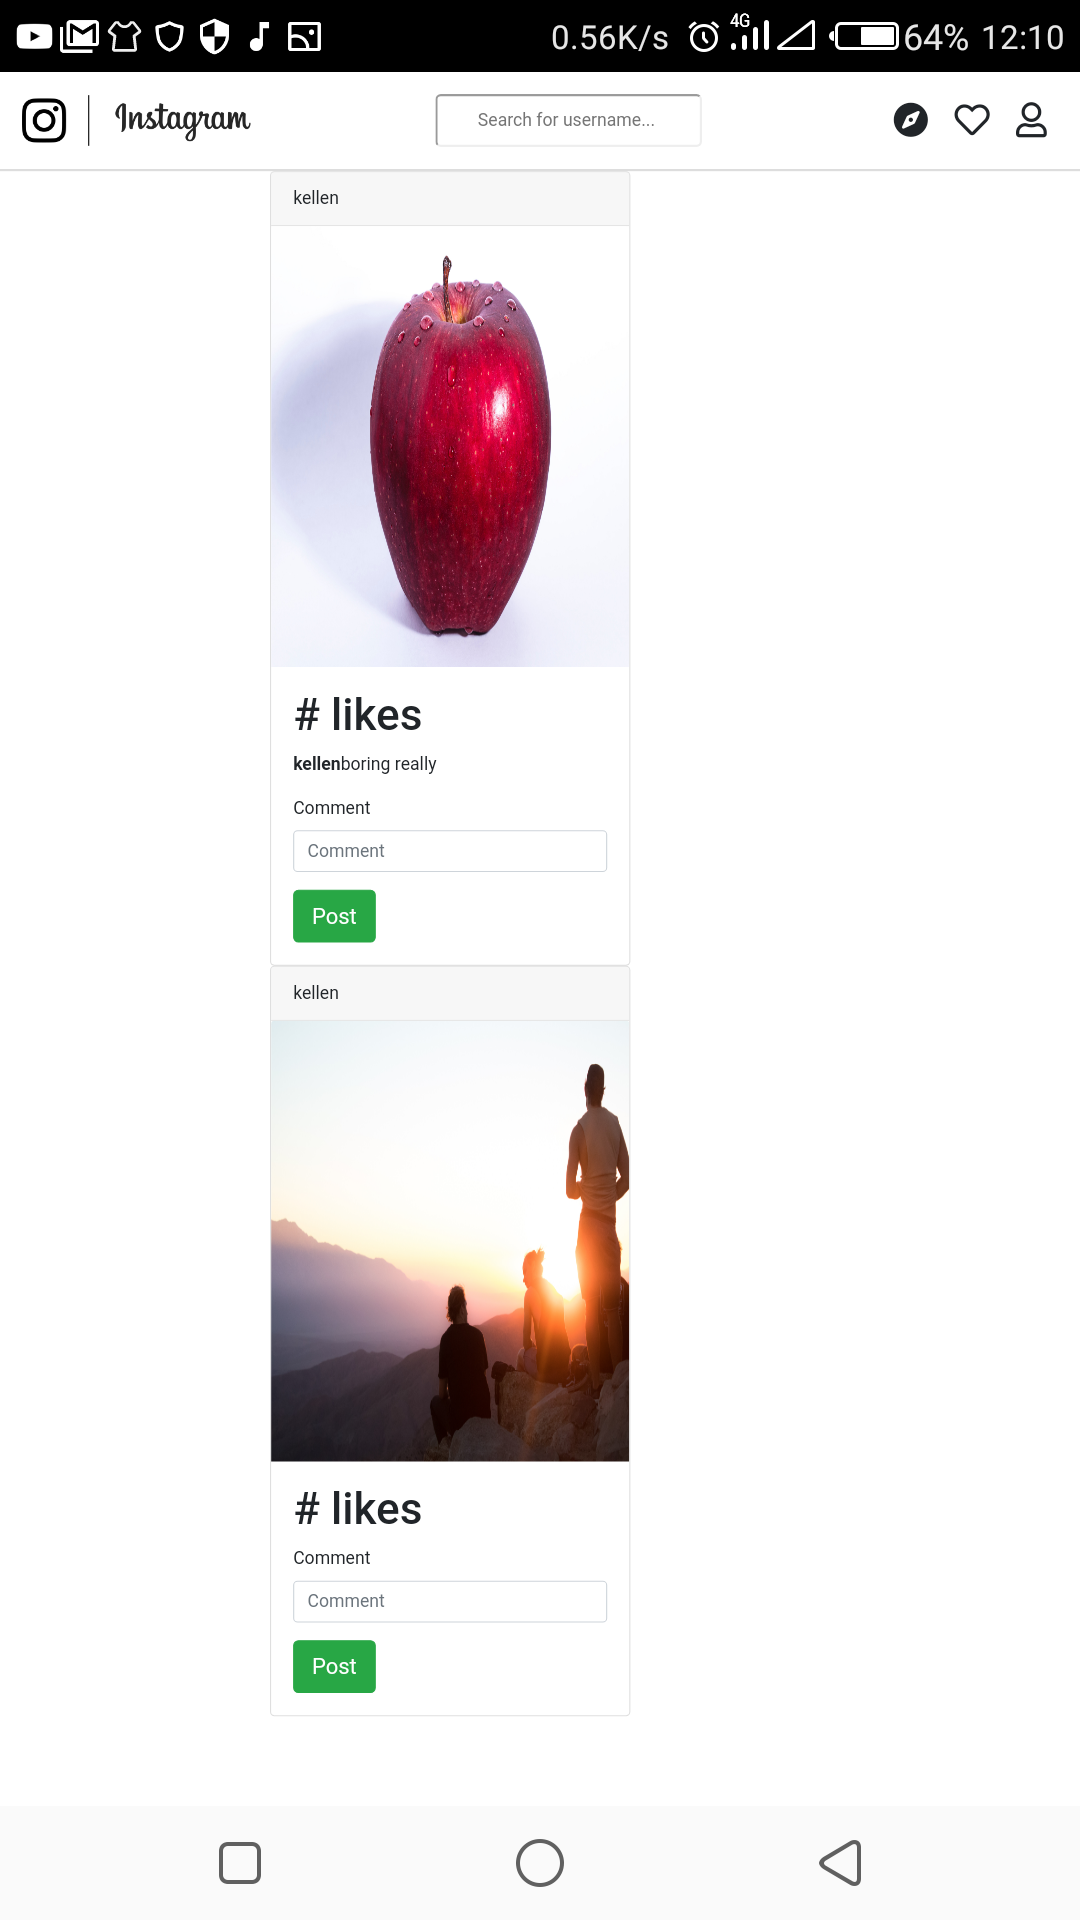 0.56K/s 4G 64% 12:10
Instagram Search for username...
kellen
# likes
kellenboring really
Comment
Comment
Post
kellen
# likes
Comment
Comment
Post